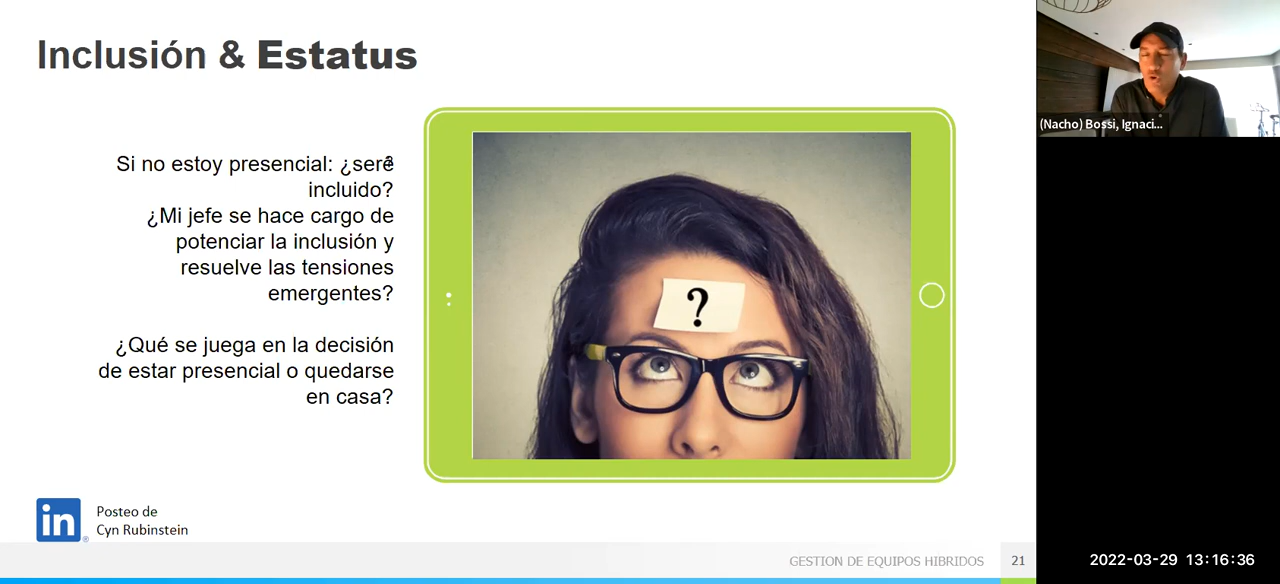 Inclusión & Estatus
Si no estoy presencial: ¿seré
incluido?
¿Mi jefe se hace cargo de
potenciar la inclusión y
resuelve las tensiones
emergentes?
¿Qué se juega en la decisión
de estar presencial o quedarse
en casa?
?
in
®
Posteo de
Cyn Rubinstein
GESTION DE EQUIPOS HIBRIDOS
21
(Nacho) Bossi, Ignaci...
2022-03-29 13:16:36